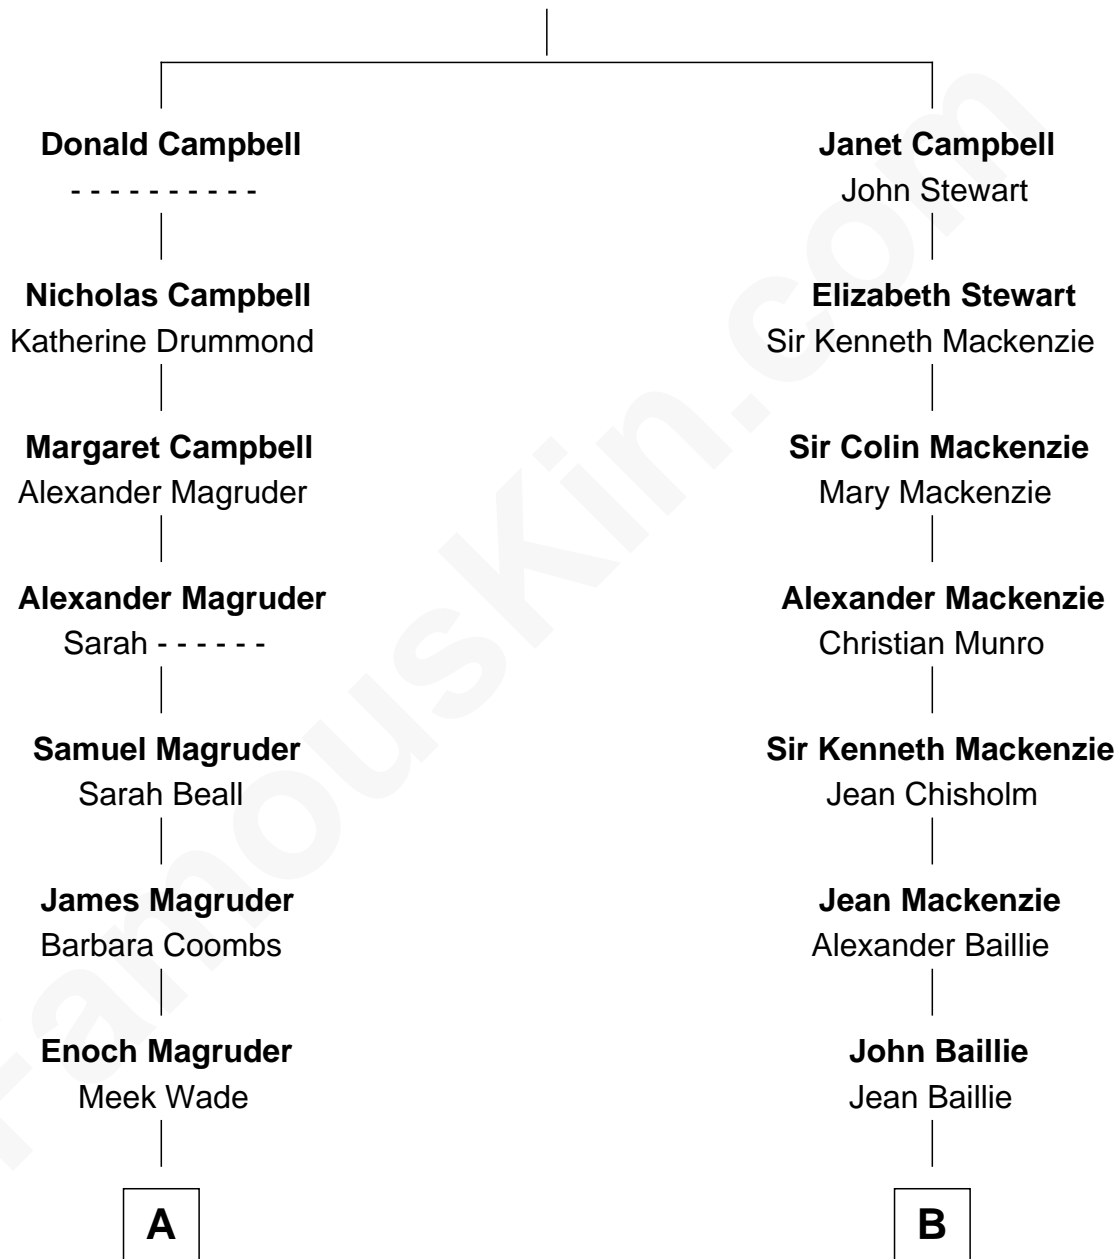 Donald Campbell
- - - - - - - - - -
Nicholas Campbell
Katherine Drummond
Margaret Campbell
Alexander Magruder
Alexander Magruder
Sarah - - - - - -
Samuel Magruder
Sarah Beall
James Magruder
Barbara Coombs
Enoch Magruder
Meek Wade
A
Janet Campbell
John Stewart
Elizabeth Stewart
Sir Kenneth Mackenzie
Sir Colin Mackenzie
Mary Mackenzie
Alexander Mackenzie
Christian Munro
Sir Kenneth Mackenzie
Jean Chisholm
Jean Mackenzie
Alexander Baillie
John Baillie
Jean Baillie
B
FamousKin.com